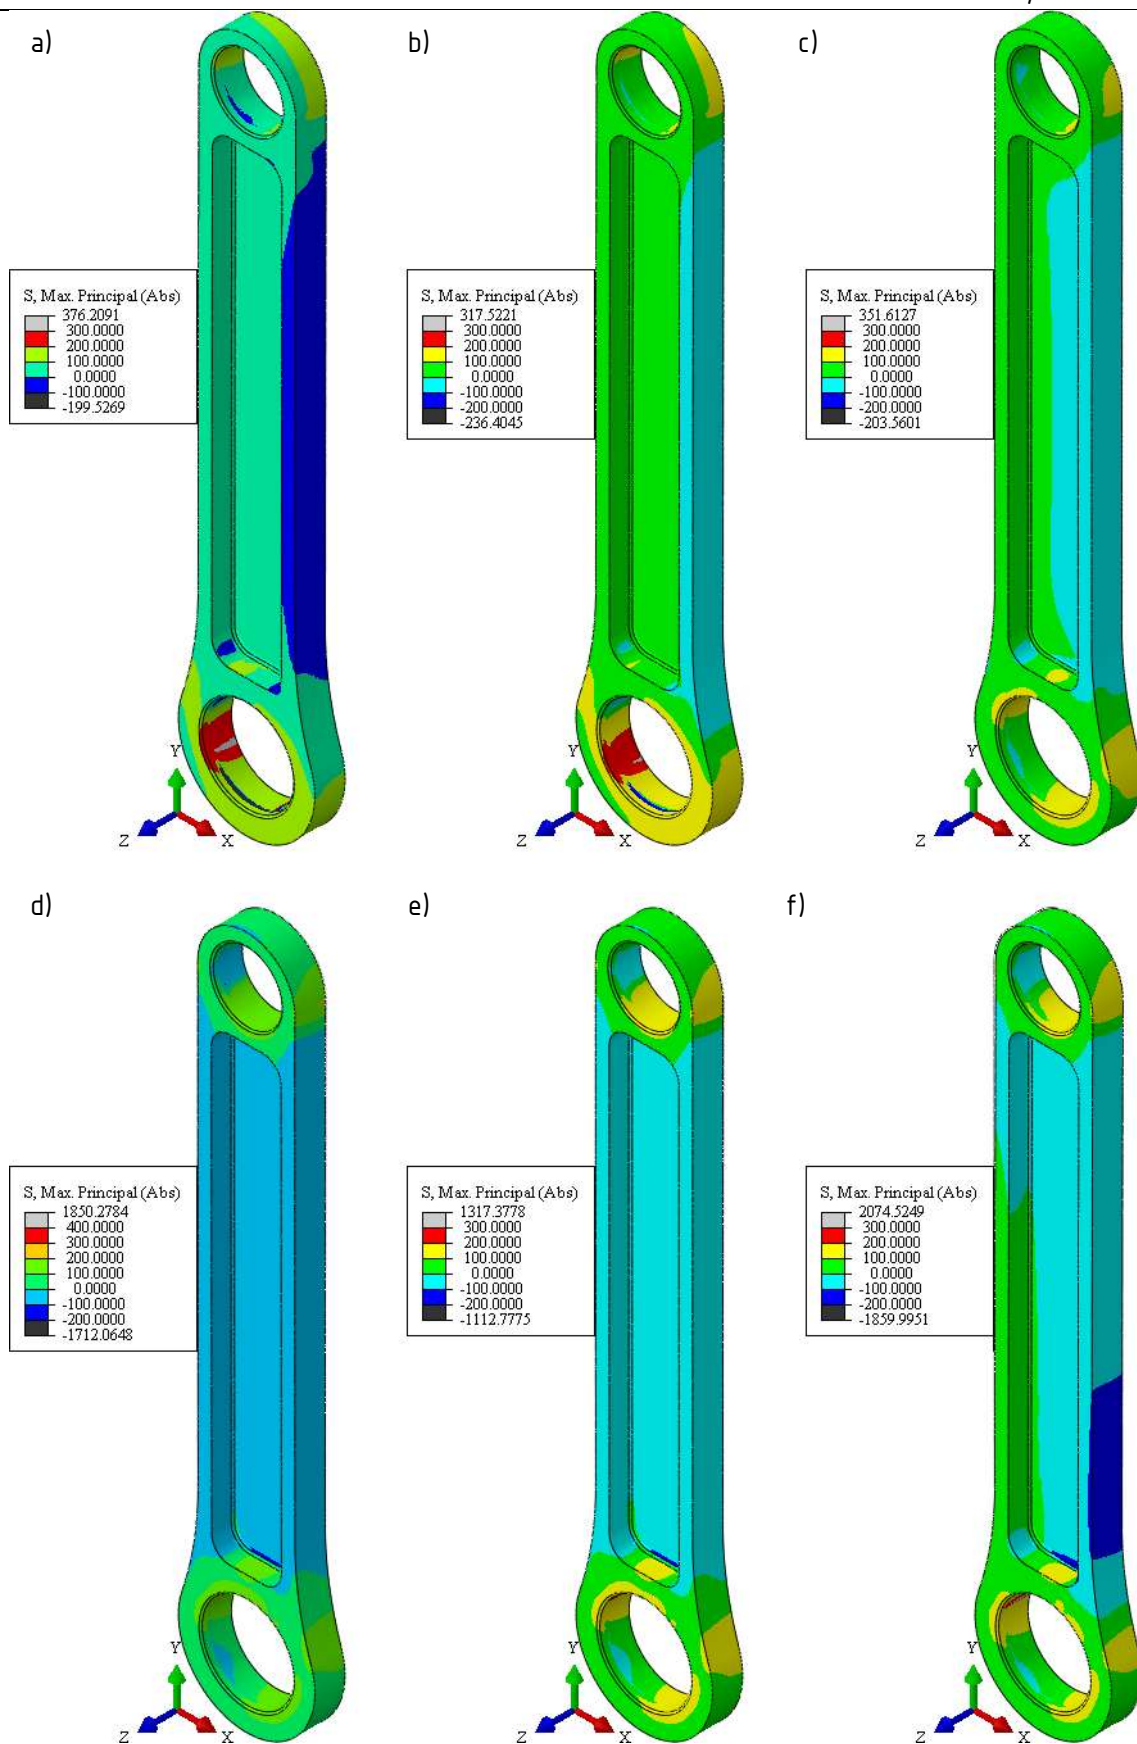 a)
S, Max. Principal (Abs)
376.2091
300.0000
200.0000
100.0000
0.0000
-100.0000
-199.5269
Y
Z
X
b)
S, Max. Principal (Abs)
317.5221
300.0000
200.0000
100.0000
0.0000
-100.0000
-200.0000
-236.4045
Y
Z
X
c)
S, Max. Principal (Abs)
351.6127
300.0000
200.0000
100.0000
0.0000
-100.0000
-200.0000
-203.5601
Y
Z
X
d)
S, Max. Principal (Abs)
1850.2784
400.0000
300.0000
200.0000
100.0000
0.0000
-100.0000
-200.0000
-1712.0648
Y
Z
X
e)
S, Max. Principal (Abs)
1317.3778
300.0000
200.0000
100.0000
0.0000
-100.0000
-200.0000
-1112.7775
Y
Z
X
f)
S, Max. Principal (Abs)
2074.5249
300.0000
200.0000
100.0000
0.0000
-100.0000
-200.0000
-1859.9951
Y
Z
X